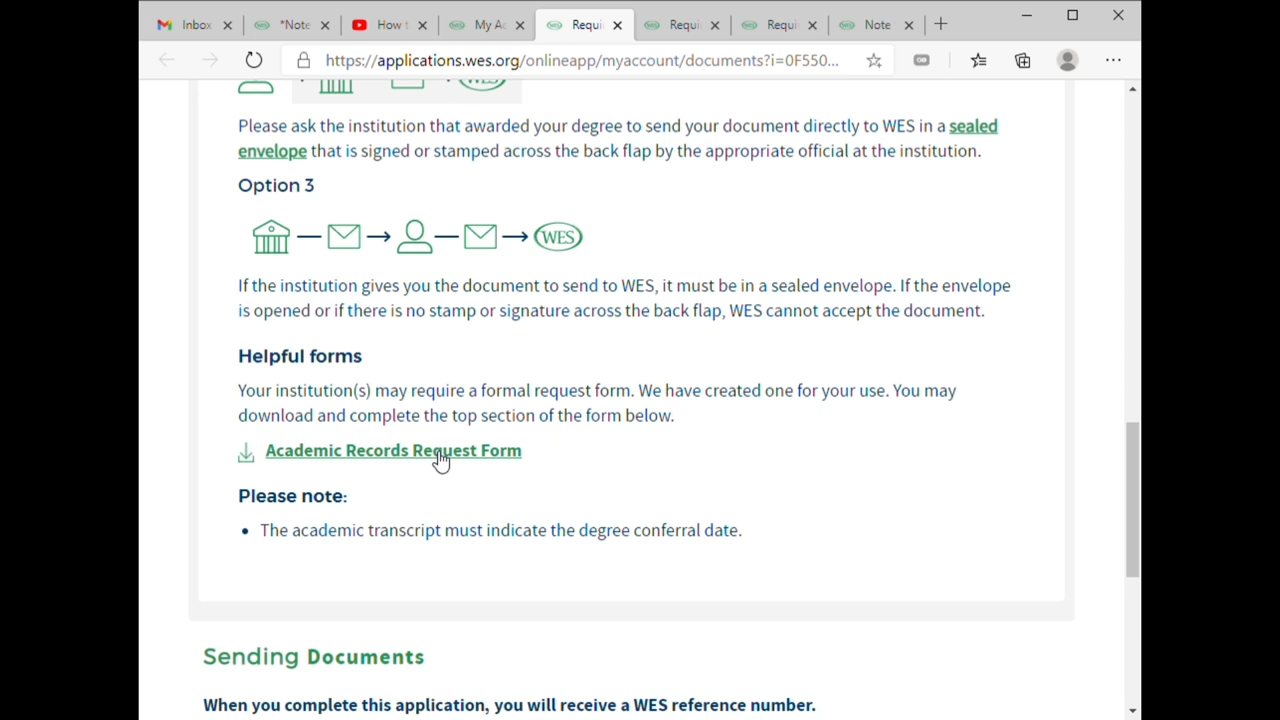 Inbox
*Note
How t
My Ac
Requi
Requi
Requi
Note
https://applications.wes.org/onlineapp/myaccount/documents?i=0F550...
WES
Please ask the institution that awarded your degree to send your document directly to WES in a sealed
envelope that is signed or stamped across the back flap by the appropriate official at the institution.
Option 3
WES
If the institution gives you the document to send to WES, it must be in a sealed envelope. If the envelope
is opened or if there is no stamp or signature across the back flap, WES cannot accept the document.
Helpful forms
Your institution(s) may require a formal request form. We have created one for your use. You may
download and complete the top section of the form below.
Academic Records Request Form
Please note:
• The academic transcript must indicate the degree conferral date.
Sending Documents
When you complete this application, you will receive a WES reference number.